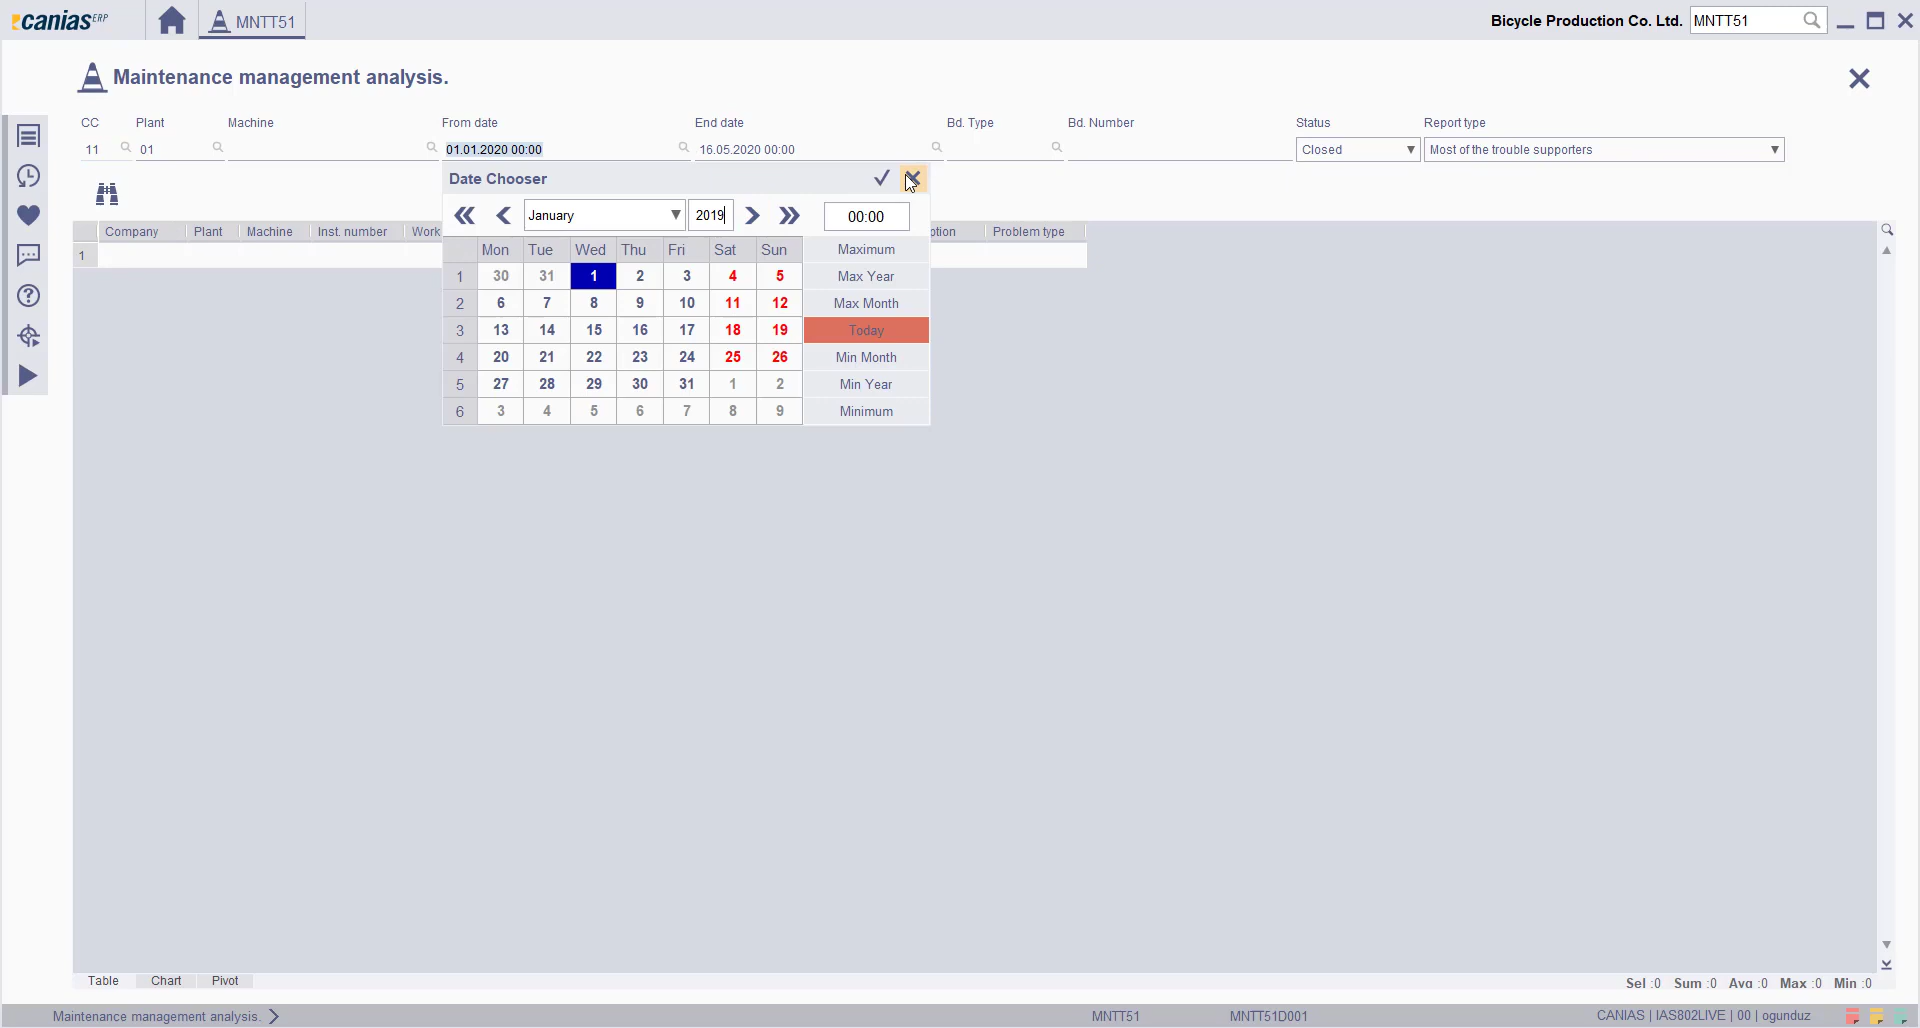 canias ERP
MNTT51
Bicycle Production Co. Ltd.
MNTT51
Maintenance management analysis.
CC
Plant
Machine
From date
End date
Bd. Type
Bd. Number
Status
Report type
11
01
01.01.2020 00:00
16.05.2020 00:00
Closed
Most of the trouble supporters
Date Chooser
January
2019
00:00
Company
Plant
Machine
Inst. number
Work
ption
Problem type
1
Mon Tue Wed Thu Fri Sat Sun
1 30 31 1 2 3 4 5
2 6 7 8 9 10 11 12
3 13 14 15 16 17 18 19
4 20 21 22 23 24 25 26
5 27 28 29 30 31 1 2
6 3 4 5 6 7 8 9
Maximum
Max Year
Max Month
Today
Min Month
Min Year
Minimum
Table
Chart
Pivot
Sel :0 Sum :0 Avg :0 Max :0 Min :0
Maintenance management analysis.
MNTT51
MNTT51D001
CANIAS | IAS802LIVE | 00 | ogunduz